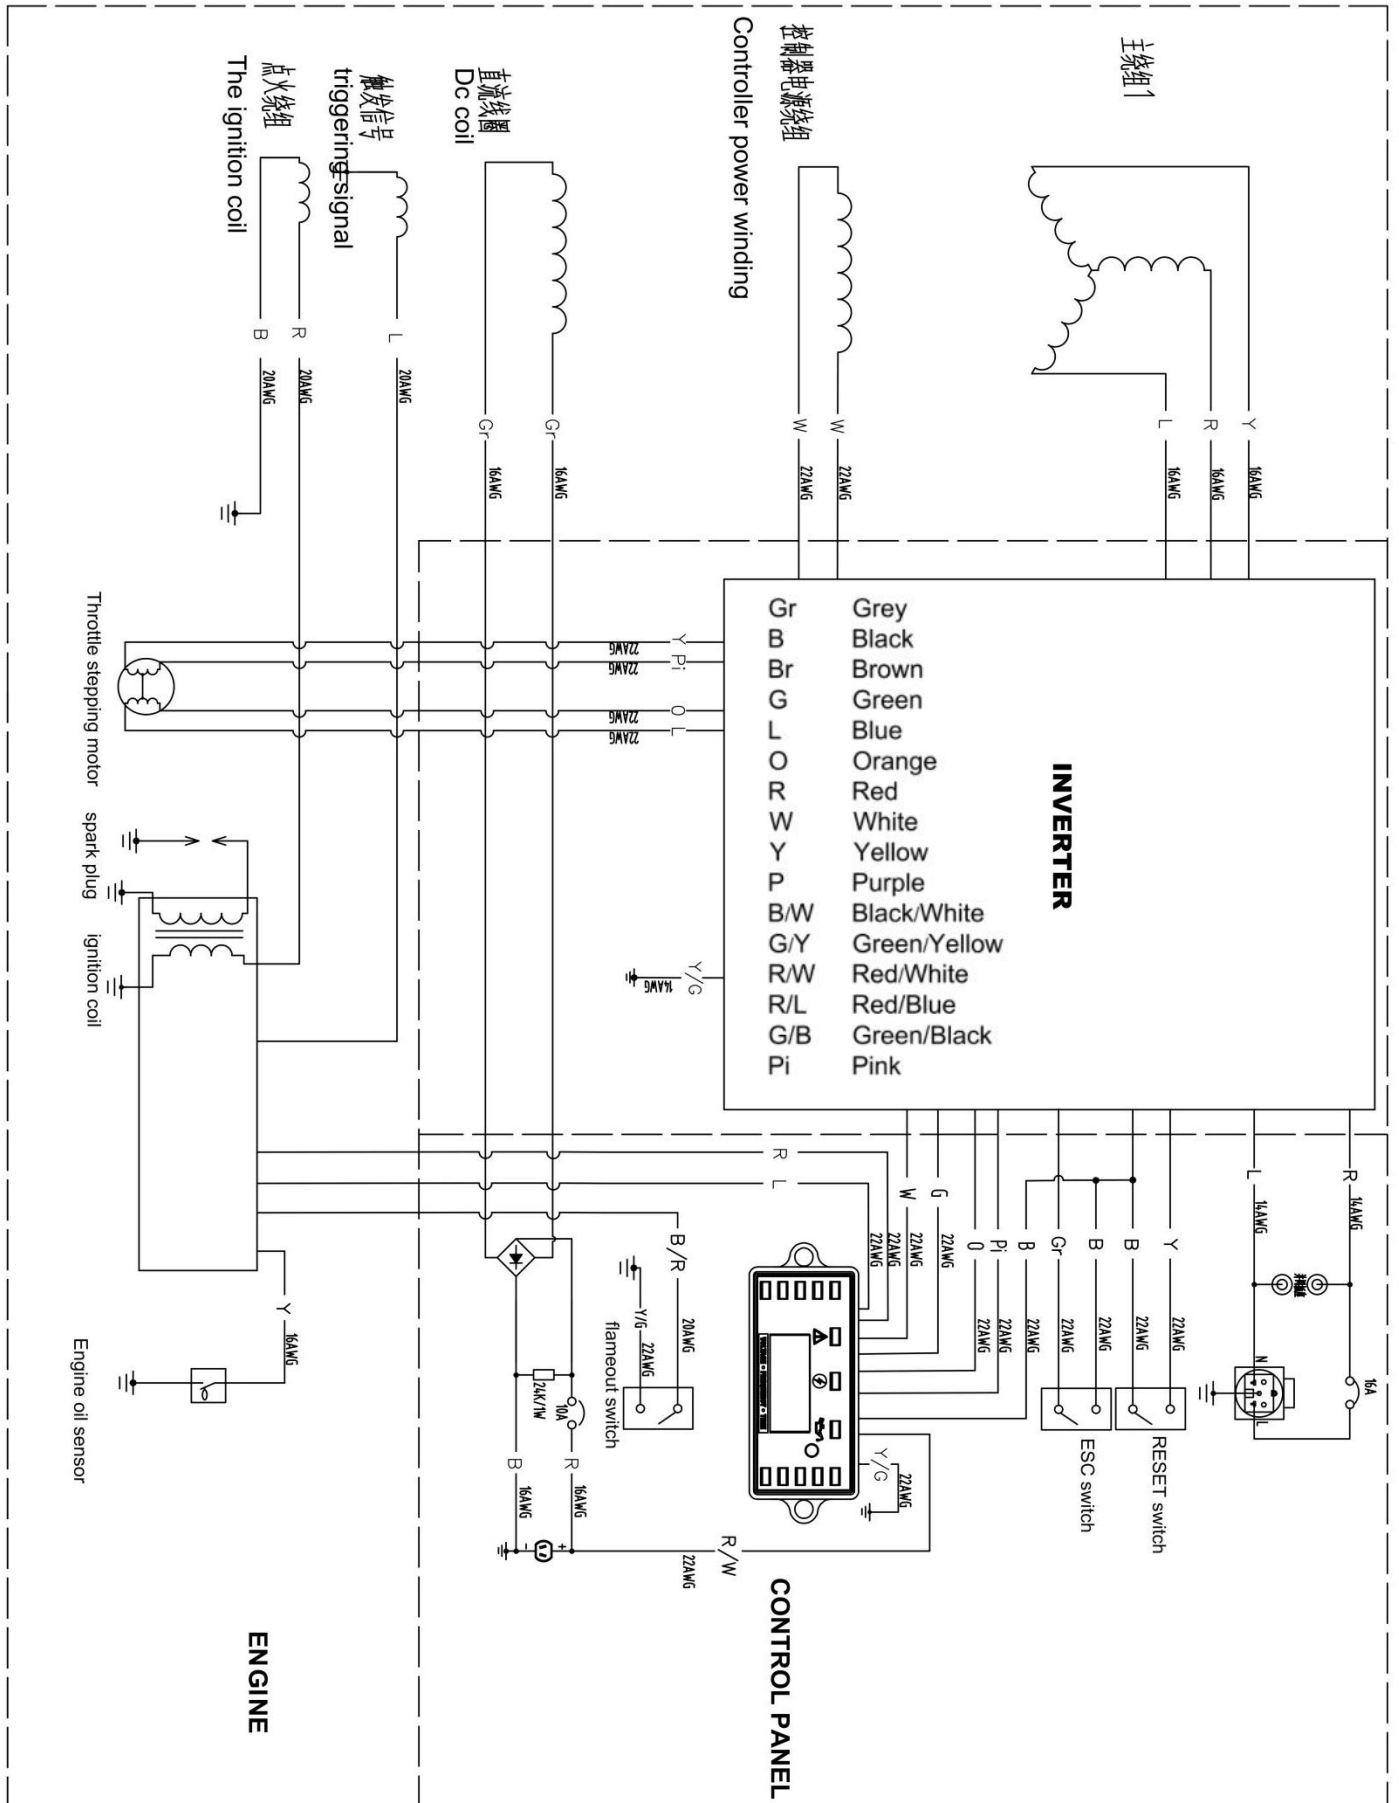 点火绕组
The ignition coil
触发信号
triggering signal
直流线圈
Dc coil
控制器电源绕组
Controller power winding
主绕组1
B
20AWG
R
20AWG
L
20AWG
Gr
16AWG
Gr
16AWG
W
22AWG
W
22AWG
L
16AWG
R
16AWG
Y
16AWG
Gr Grey
B Black
Br Brown
G Green
L Blue
O Orange
R Red
W White
Y Yellow
P Purple
B/W Black/White
G/Y Green/Yellow
R/W Red/White
R/L Red/Blue
G/B Green/Black
Pi Pink
INVERTER
Y
22AWG
Pi
22AWG
O
22AWG
L
22AWG
Y/G
14AWG
Throttle stepping motor
spark plug
ignition coil
Engine oil sensor
Y
16AWG
R
L
B/R
20AWG
Y/G
22AWG
flameout switch
24K/1W
10A
B
16AWG
R
16AWG
-
+
R/W
22AWG
22AWG
22AWG
W
22AWG
G
22AWG
O
22AWG
Pi
22AWG
B
22AWG
Gr
22AWG
B
22AWG
B
22AWG
Y
22AWG
Y/G
22AWG
VOLTAGE • FREQUENCY • TIME
ESC switch
RESET switch
L
14AWG
R
14AWG
N
L
16A
CONTROL PANEL
ENGINE